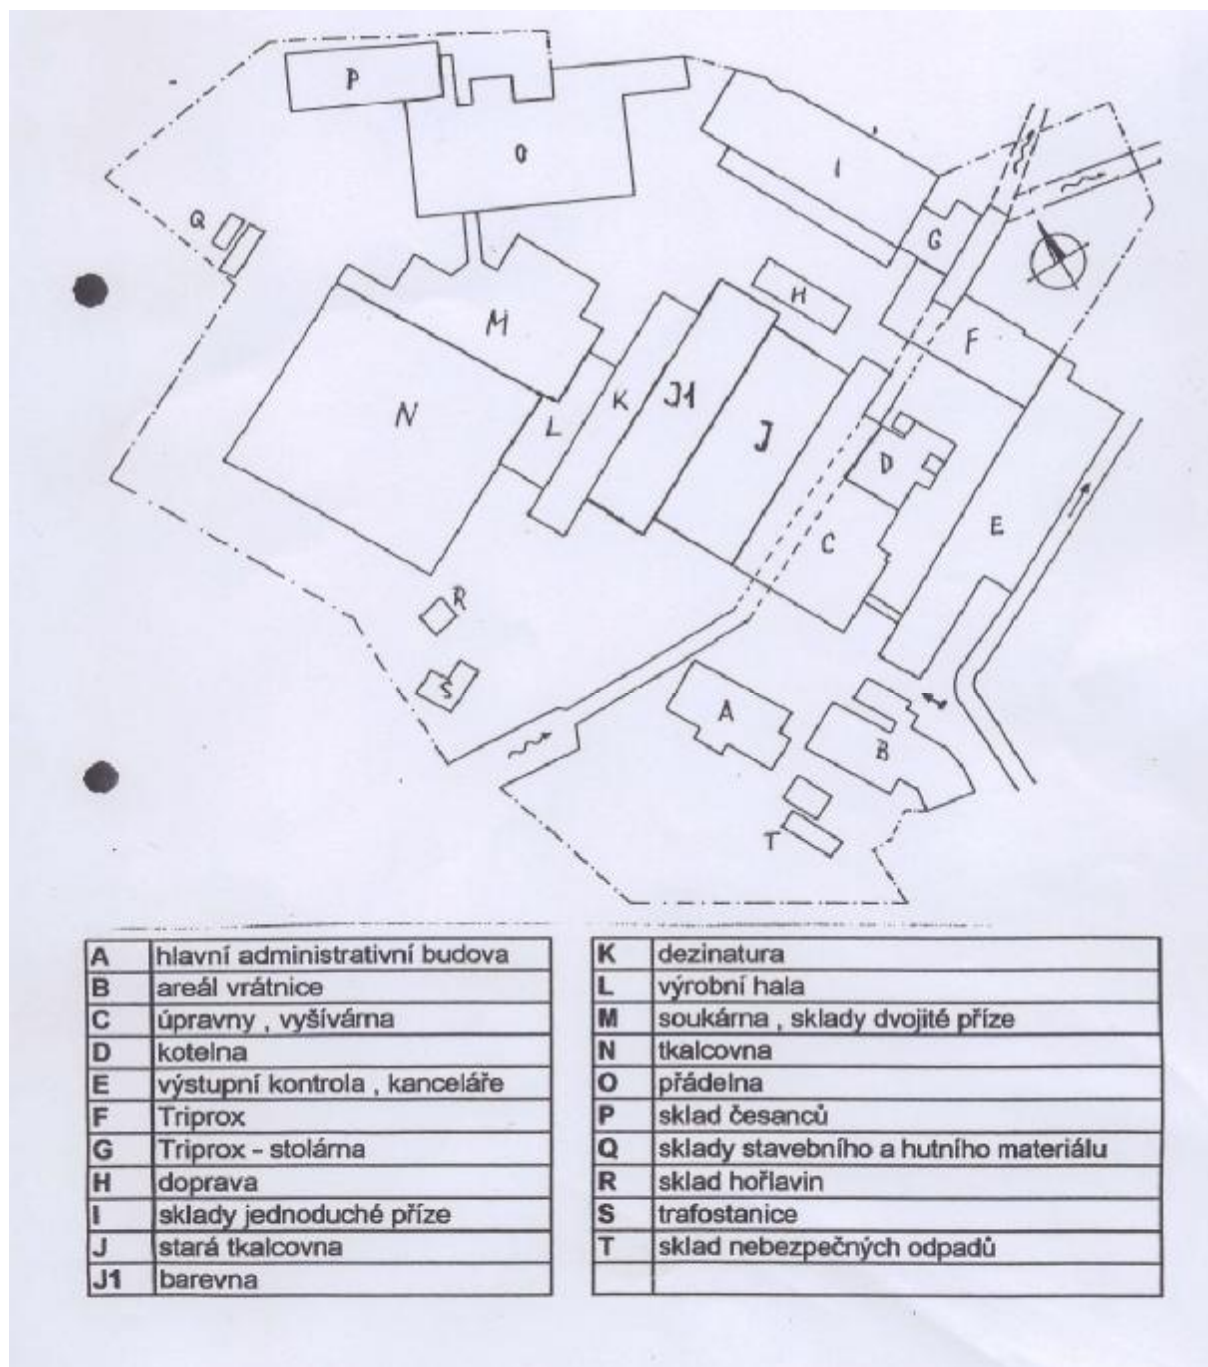 P
O
I
Q
G
H
M
F
K
J1
N
L
J
D
E
C
R
S
A
B
T
A hlavní administrativní budova
B areál vrátnice
C úpravny , vyšívárna
D kotelna
E výstupní kontrola , kanceláře
F Triprox
G Triprox - stolárna
H doprava
I sklady jednoduché příze
J stará tkalcovna
J1 barevna
K dezinatura
L výrobní hala
M soukárna , sklady dvojité příze
N tkalcovna
O přádelna
P sklad česanců
Q sklady stavebního a hutního materiálu
R sklad hořlavin
S trafostanice
T sklad nebezpečných odpadů